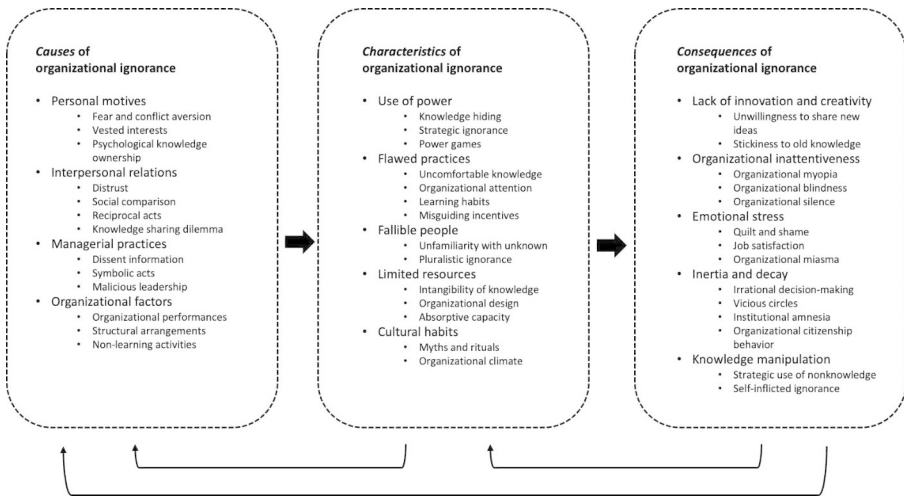 Causes of
organizational ignorance
• Personal motives
• Fear and conflict aversion
• Vested interests
• Psychological knowledge
ownership
• Interpersonal relations
• Distrust
• Social comparison
• Reciprocal acts
• Knowledge sharing dilemma
• Managerial practices
• Dissent information
• Symbolic acts
• Malicious leadership
• Organizational factors
• Organizational performances
• Structural arrangements
• Non-learning activities
Characteristics of
organizational ignorance
• Use of power
• Knowledge hiding
• Strategic ignorance
• Power games
• Flawed practices
• Uncomfortable knowledge
• Organizational attention
• Learning habits
• Misguiding incentives
• Fallible people
• Unfamiliarity with unknown
• Pluralistic ignorance
• Limited resources
• Intangibility of knowledge
• Organizational design
• Absorptive capacity
• Cultural habits
• Myths and rituals
• Organizational climate
Consequences of
organizational ignorance
• Lack of innovation and creativity
• Unwillingness to share new
ideas
• Stickiness to old knowledge
• Organizational inattentiveness
• Organizational myopia
• Organizational blindness
• Organizational silence
• Emotional stress
• Quilt and shame
• Job satisfaction
• Organizational miasma
• Inertia and decay
• Irrational decision-making
• Vicious circles
• Institutional amnesia
• Organizational citizenship
behavior
• Knowledge manipulation
• Strategic use of nonknowledge
• Self-inflicted ignorance